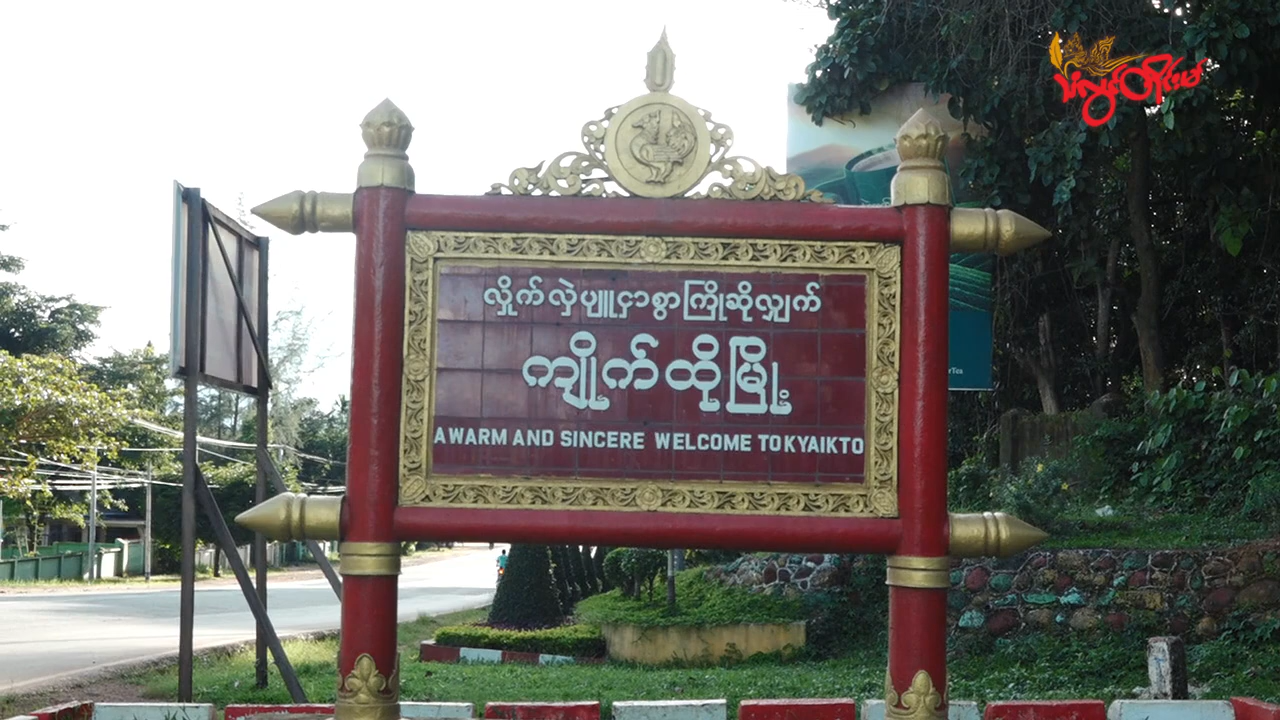 လှိုက်လှဲပျူငှာစွာကြိုဆိုလျှက်
ကျိုက်ထိုမြို့
A WARM AND SINCERE WELCOME TO KYAIKTO